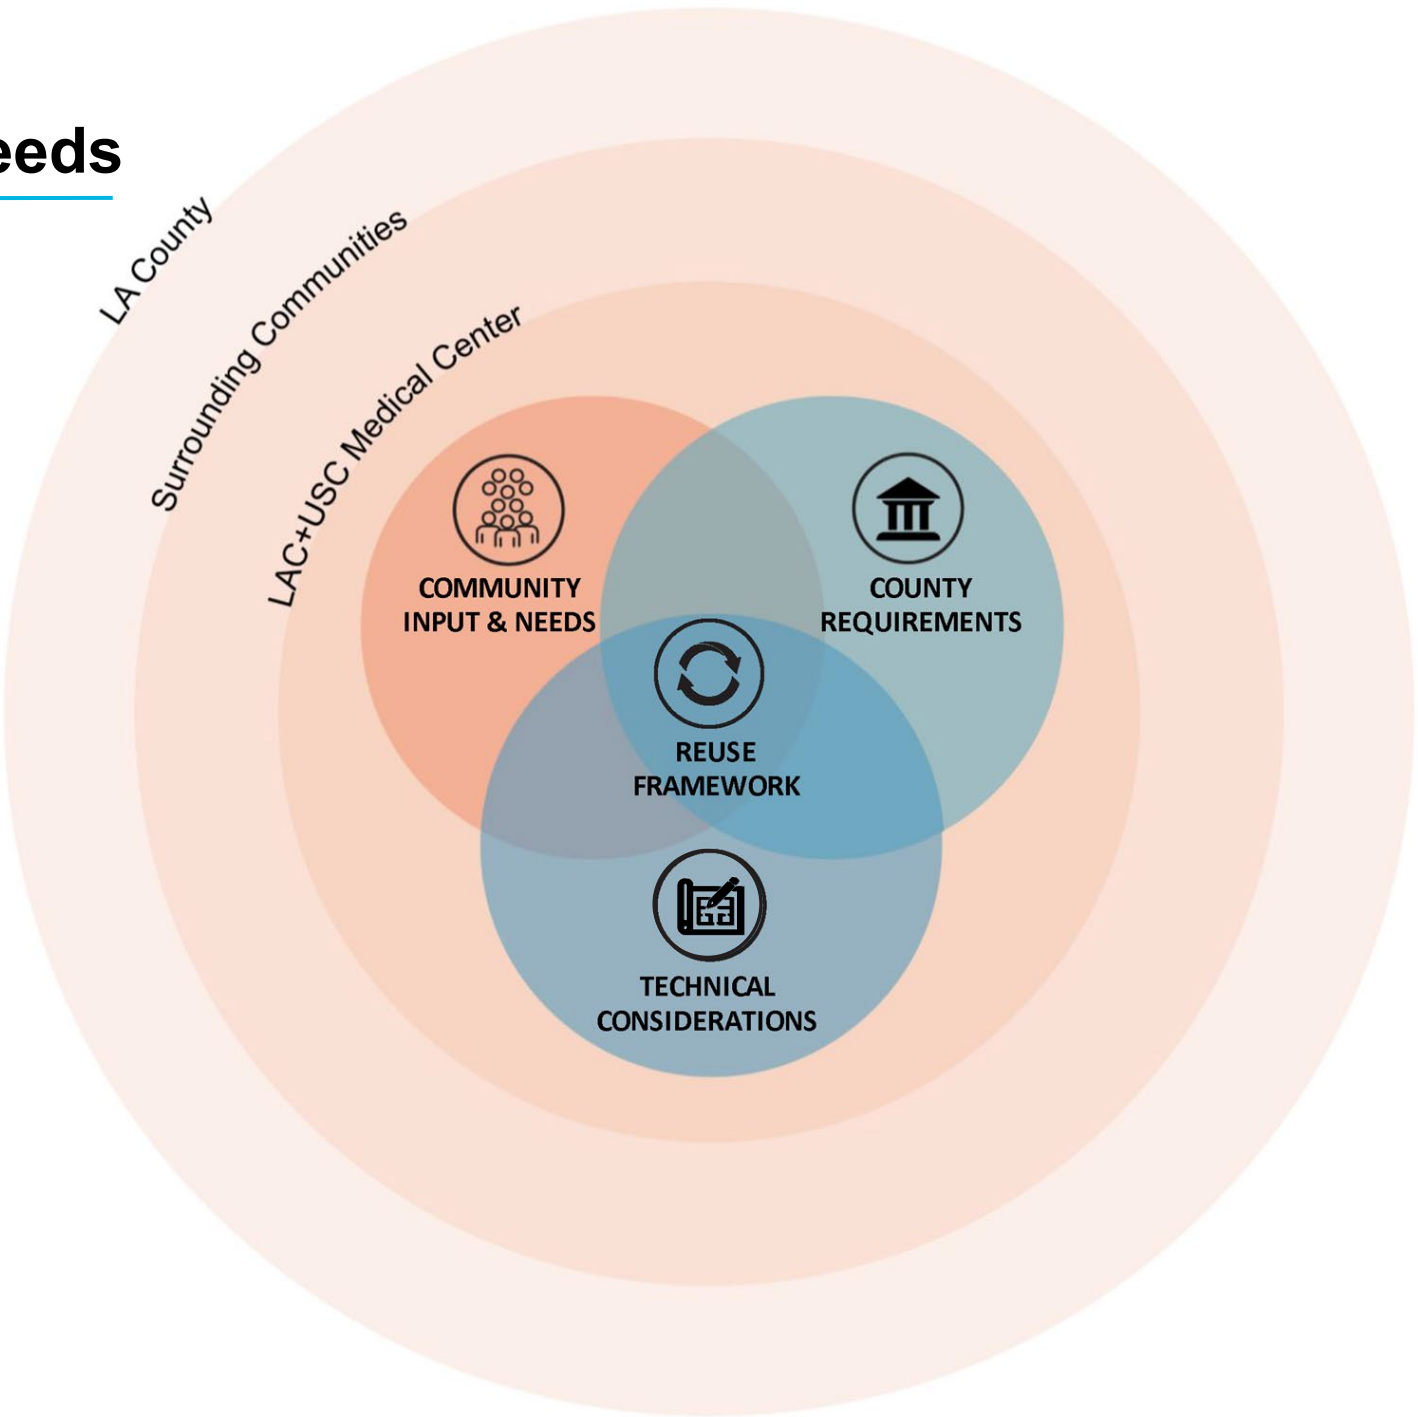 eeds
LA County
Surrounding Communities
LAC+USC Medical Center
COMMUNITY
INPUT & NEEDS
COUNTY
REQUIREMENTS
REUSE
FRAMEWORK
TECHNICAL
CONSIDERATIONS